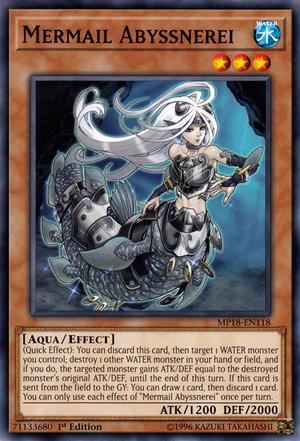 MERMAIL ABYSSNEREI
WATER
水
MP18-EN118
[AQUA/EFFECT]
(Quick Effect): You can discard this card, then target 1 WATER monster
you control; destroy 1 other WATER monster in your hand or field, and
if you do, the targeted monster gains ATK/DEF equal to the destroyed
monster's original ATK/DEF, until the end of this turn. If this card is
sent from the field to the GY: You can draw 1 card, then discard 1 card.
You can only use each effect of "Mermail Abyssnerei" once per turn.
ATK/1200 DEF/2000
71133680 1st Edition ©1996 KAZUKI TAKAHASHI